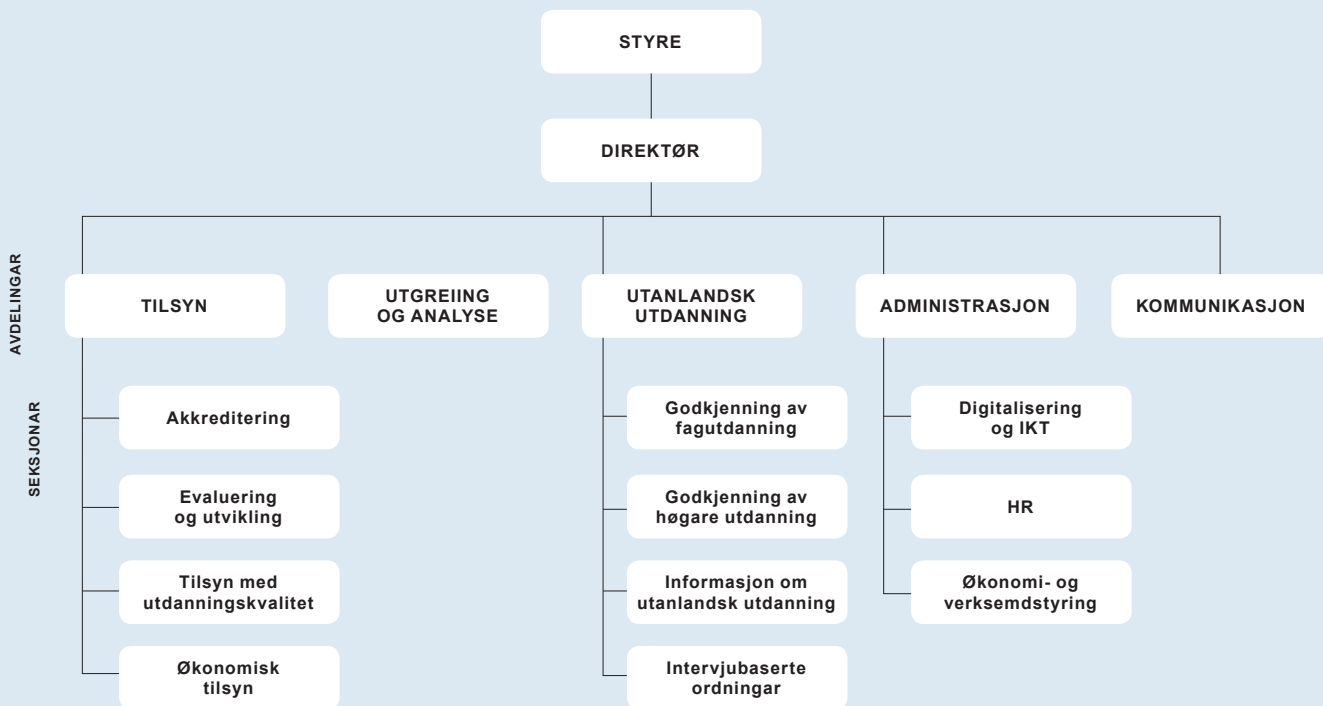 STYRE
DIREKTØR
AVDELINGAR
TILSYN
UTGREIING
OG ANALYSE
UTANLANDSK
UTDANNING
ADMINISTRASJON
KOMMUNIKASJON
SEKSJONAR
Akkreditering
Evaluering
og utvikling
Tilsyn med
utdanningskvalitet
Økonomisk
tilsyn
Godkjenning av
fagutdanning
Godkjenning av
høgare utdanning
Informasjon om
utanlandsk utdanning
Intervjubaserte
ordningar
Digitalisering
og IKT
HR
Økonomi- og
verksemdstyring